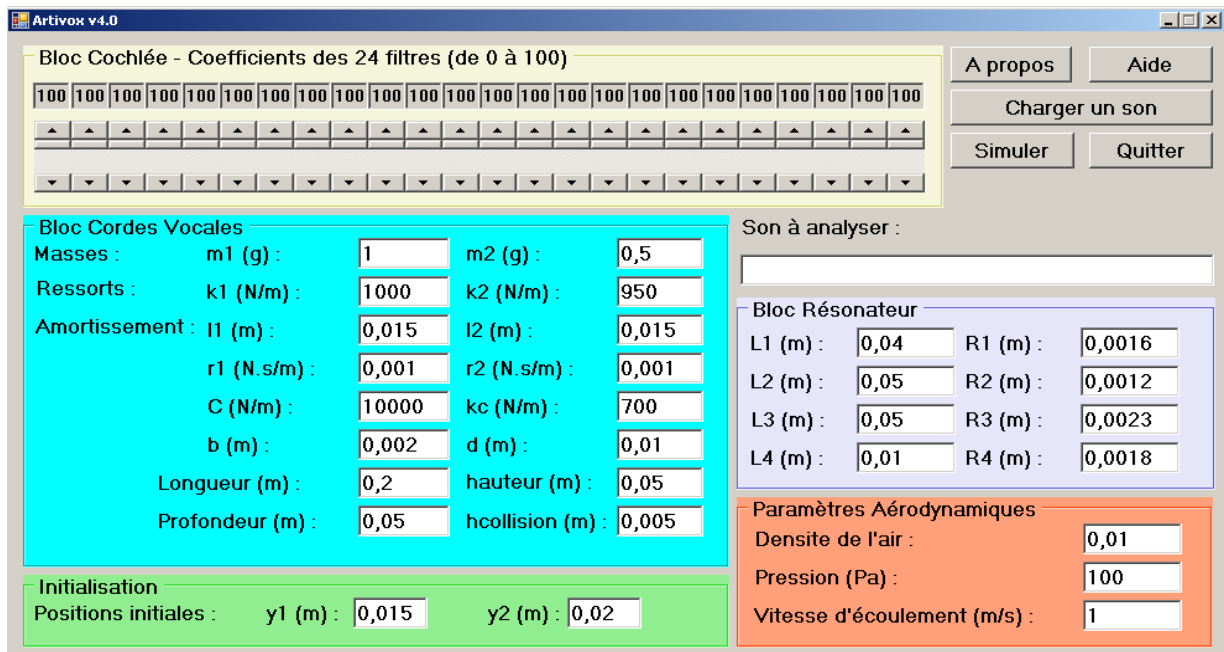 Artivox v4.0
Bloc Cochlée - Coefficients des 24 filtres (de 0 à 100)
100 100 100 100 100 100 100 100 100 100 100 100 100 100 100 100 100 100 100 100 100 100 100 100
A propos Aide
Charger un son
Simuler Quitter
Bloc Cordes Vocales
Masses : m1 (g) : 1 m2 (g) : 0,5
Ressorts : k1 (N/m) : 1000 k2 (N/m) : 950
Amortissement : l1 (m) : 0,015 l2 (m) : 0,015
r1 (N.s/m) : 0,001 r2 (N.s/m) : 0,001
C (N/m) : 10000 kc (N/m) : 700
b (m) : 0,002 d (m) : 0,01
Longueur (m) : 0,2 hauteur (m) : 0,05
Profondeur (m) : 0,05 hcollision (m) : 0,005
Initialisation
Positions initiales : y1 (m) : 0,015 y2 (m) : 0,02
Son à analyser :
Bloc Résonateur
L1 (m) : 0,04 R1 (m) : 0,0016
L2 (m) : 0,05 R2 (m) : 0,0012
L3 (m) : 0,05 R3 (m) : 0,0023
L4 (m) : 0,01 R4 (m) : 0,0018
Paramètres Aérodynamiques
Densite de l'air : 0,01
Pression (Pa) : 100
Vitesse d'écoulement (m/s) : 1